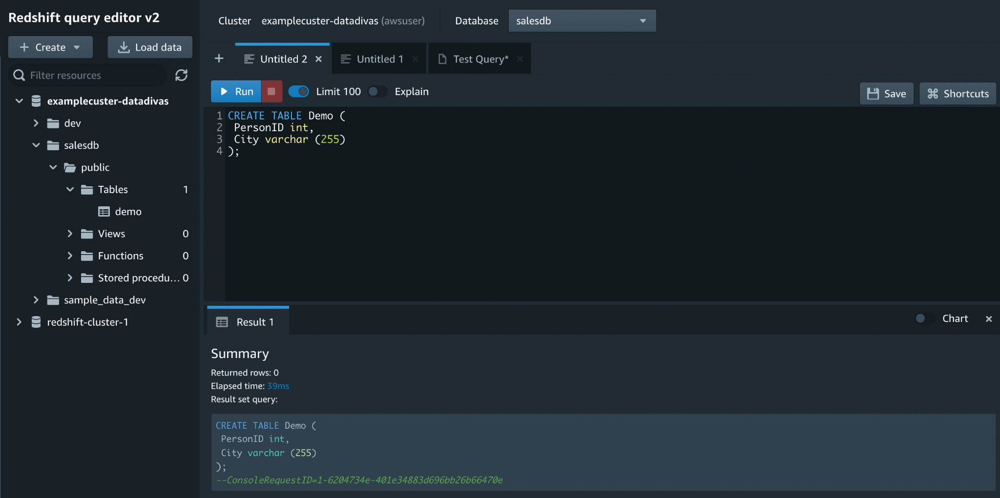 Redshift query editor v2
Create
Load data
Filter resources
examplecuster-datadivas
dev
salesdb
public
Tables 1
demo
Views 0
Functions 0
Stored procedu... 0
sample_data_dev
redshift-cluster-1
Cluster examplecuster-datadivas (awsuser) Database salesdb
Untitled 2 Untitled 1 Test Query*
Run Limit 100 Explain Save Shortcuts
1 CREATE TABLE Demo (
2 PersonID int,
3 City varchar (255)
4 );
Result 1 Chart
Summary
Returned rows: 0
Elapsed time: 39ms
Result set query:
CREATE TABLE Demo (
PersonID int,
City varchar (255)
);
--ConsoleRequestID=1-6204734e-401e34883d696bb26b66470e